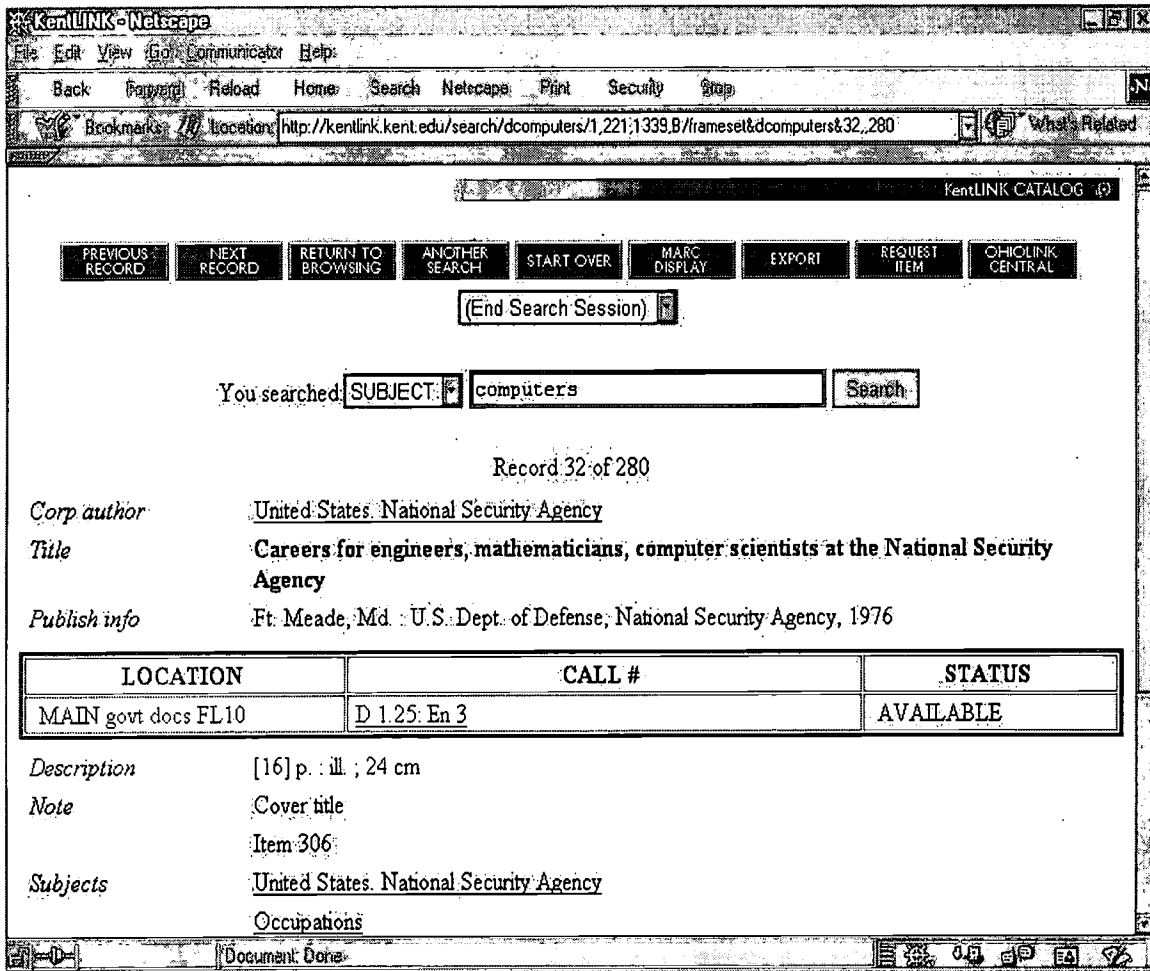 KentLINK - Netscape
File Edit View Go Communicator Help
Back Forward Reload Home Search Netscape Print Security Stop
Bookmarks Location: http://kentlink.kent.edu/search/dcomputers/1,221,1339,B/frameset&dcomputers&32,,280 What's Related
KentLINK CATALOG
PREVIOUS RECORD NEXT RECORD RETURN TO BROWSING ANOTHER SEARCH START OVER MARC DISPLAY EXPORT REQUEST ITEM OHIOLINK CENTRAL
(End Search Session)
You searched: SUBJECT computers Search
Record 32 of 280
Corp author United States. National Security Agency
Title Careers for engineers, mathematicians, computer scientists at the National Security
Agency
Publish info Ft. Meade, Md. : U.S. Dept. of Defense, National Security Agency, 1976
LOCATION CALL # STATUS
MAIN govt docs FL10 D 1.25: En 3 AVAILABLE
Description [16] p. : ill. ; 24 cm
Note Cover title
Item 306
Subjects United States. National Security Agency
Occupations
Document: Done